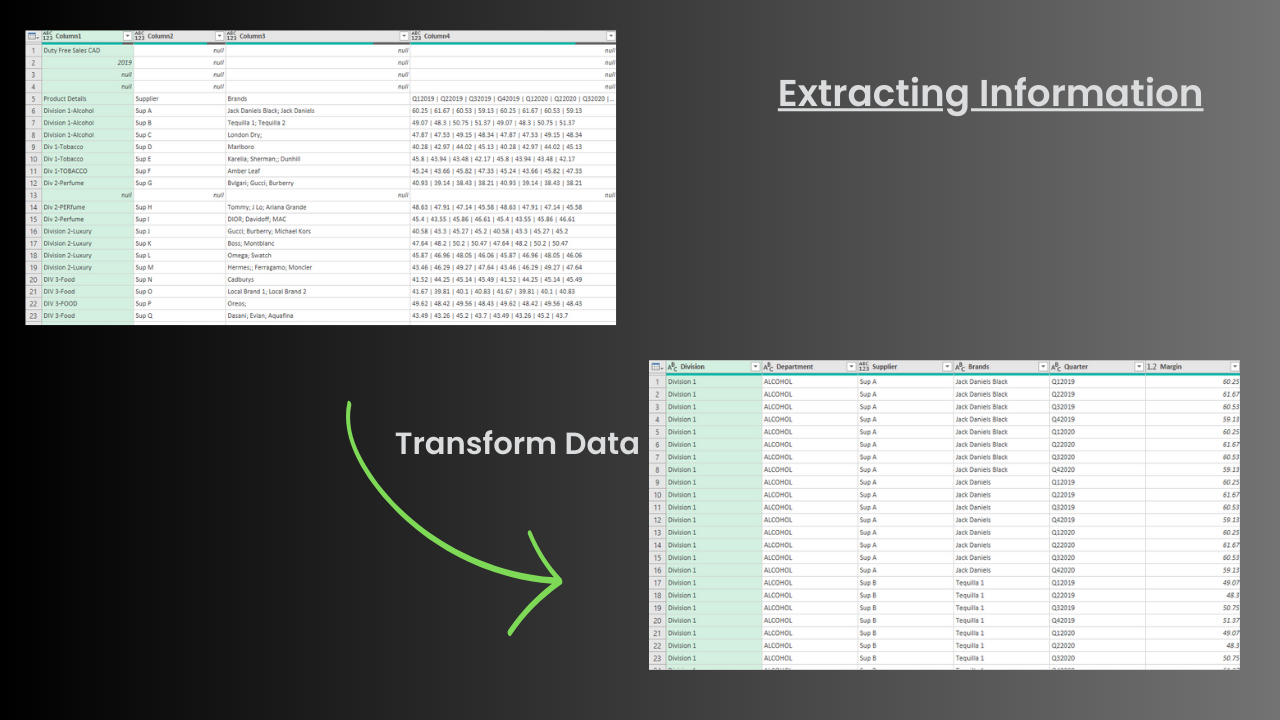 ABC 123 Column1 ABC 123 Column2 ABC 123 Column3 ABC 123 Column4
1 Duty Free Sales CAD null null null
2 2019 null null null
3 null null null null
4 null null null null
5 Product Details Supplier Brands Q12019 | Q22019 | Q32019 | Q42019 | Q12020 | Q22020 | Q32020 |...
6 Division 1-Alcohol Sup A Jack Daniels Black; Jack Daniels 60.25 | 61.67 | 60.53 | 59.13 | 60.25 | 61.67 | 60.53 | 59.13
7 Division 1-Alcohol Sup B Tequilla 1; Tequilla 2 49.07 | 48.3 | 50.75 | 51.37 | 49.07 | 48.3 | 50.75 | 51.37
8 Division 1-Alcohol Sup C London Dry; 47.87 | 47.53 | 49.15 | 48.34 | 47.87 | 47.53 | 49.15 | 48.34
9 Div 1-Tobacco Sup D Marlboro 40.28 | 42.97 | 44.02 | 45.13 | 40.28 | 42.97 | 44.02 | 45.13
10 Div 1-Tobacco Sup E Karelia; Sherman;; Dunhill 45.8 | 43.94 | 43.48 | 42.17 | 45.8 | 43.94 | 43.48 | 42.17
11 Div 1-TOBACCO Sup F Amber Leaf 45.24 | 43.66 | 45.82 | 47.33 | 45.24 | 43.66 | 45.82 | 47.33
12 Div 2-Perfume Sup G Bvlgari; Gucci; Burberry 40.93 | 39.14 | 38.43 | 38.21 | 40.93 | 39.14 | 38.43 | 38.21
13 null null null null
14 Div 2-PERfume Sup H Tommy; J Lo; Ariana Grande 48.63 | 47.91 | 47.14 | 45.58 | 48.63 | 47.91 | 47.14 | 45.58
15 Div 2-Perfume Sup I DIOR; Davidoff; MAC 45.4 | 43.55 | 45.86 | 46.61 | 45.4 | 43.55 | 45.86 | 46.61
16 Division 2-Luxury Sup J Gucci; Burberry; Michael Kors 40.58 | 43.3 | 45.27 | 45.2 | 40.58 | 43.3 | 45.27 | 45.2
17 Division 2-Luxury Sup K Boss; Montblanc 47.64 | 48.2 | 50.2 | 50.47 | 47.64 | 48.2 | 50.2 | 50.47
18 Division 2-Luxury Sup L Omega; Swatch 45.87 | 46.96 | 48.05 | 46.06 | 45.87 | 46.96 | 48.05 | 46.06
19 Division 2-Luxury Sup M Hermes;; Ferragamo; Moncler 43.46 | 46.29 | 49.29 | 47.64 | 43.46 | 46.29 | 49.29 | 47.64
20 DIV 3-Food Sup N Cadburys 41.52 | 44.25 | 45.14 | 45.49 | 41.52 | 44.25 | 45.14 | 45.49
21 DIV 3-Food Sup O Local Brand 1; Local Brand 2 41.67 | 39.81 | 40.1 | 40.83 | 41.67 | 39.81 | 40.1 | 40.83
22 DIV 3-FOOD Sup P Oreos; 49.62 | 48.42 | 49.56 | 48.43 | 49.62 | 48.42 | 49.56 | 48.43
23 DIV 3-Food Sup Q Dasani; Evian; Aquafina 43.49 | 43.26 | 45.2 | 43.7 | 43.49 | 43.26 | 45.2 | 43.7
Extracting Information
Transform Data
ABC Division ABC Department ABC 123 Supplier ABC Brands ABC Quarter 1.2 Margin
1 Division 1 ALCOHOL Sup A Jack Daniels Black Q12019 60.25
2 Division 1 ALCOHOL Sup A Jack Daniels Black Q22019 61.67
3 Division 1 ALCOHOL Sup A Jack Daniels Black Q32019 60.53
4 Division 1 ALCOHOL Sup A Jack Daniels Black Q42019 59.13
5 Division 1 ALCOHOL Sup A Jack Daniels Black Q12020 60.25
6 Division 1 ALCOHOL Sup A Jack Daniels Black Q22020 61.67
7 Division 1 ALCOHOL Sup A Jack Daniels Black Q32020 60.53
8 Division 1 ALCOHOL Sup A Jack Daniels Black Q42020 59.13
9 Division 1 ALCOHOL Sup A Jack Daniels Q12019 60.25
10 Division 1 ALCOHOL Sup A Jack Daniels Q22019 61.67
11 Division 1 ALCOHOL Sup A Jack Daniels Q32019 60.53
12 Division 1 ALCOHOL Sup A Jack Daniels Q42019 59.13
13 Division 1 ALCOHOL Sup A Jack Daniels Q12020 60.25
14 Division 1 ALCOHOL Sup A Jack Daniels Q22020 61.67
15 Division 1 ALCOHOL Sup A Jack Daniels Q32020 60.53
16 Division 1 ALCOHOL Sup A Jack Daniels Q42020 59.13
17 Division 1 ALCOHOL Sup B Tequilla 1 Q12019 49.07
18 Division 1 ALCOHOL Sup B Tequilla 1 Q22019 48.3
19 Division 1 ALCOHOL Sup B Tequilla 1 Q32019 50.75
20 Division 1 ALCOHOL Sup B Tequilla 1 Q42019 51.37
21 Division 1 ALCOHOL Sup B Tequilla 1 Q12020 49.07
22 Division 1 ALCOHOL Sup B Tequilla 1 Q22020 48.3
23 Division 1 ALCOHOL Sup B Tequilla 1 Q32020 50.75